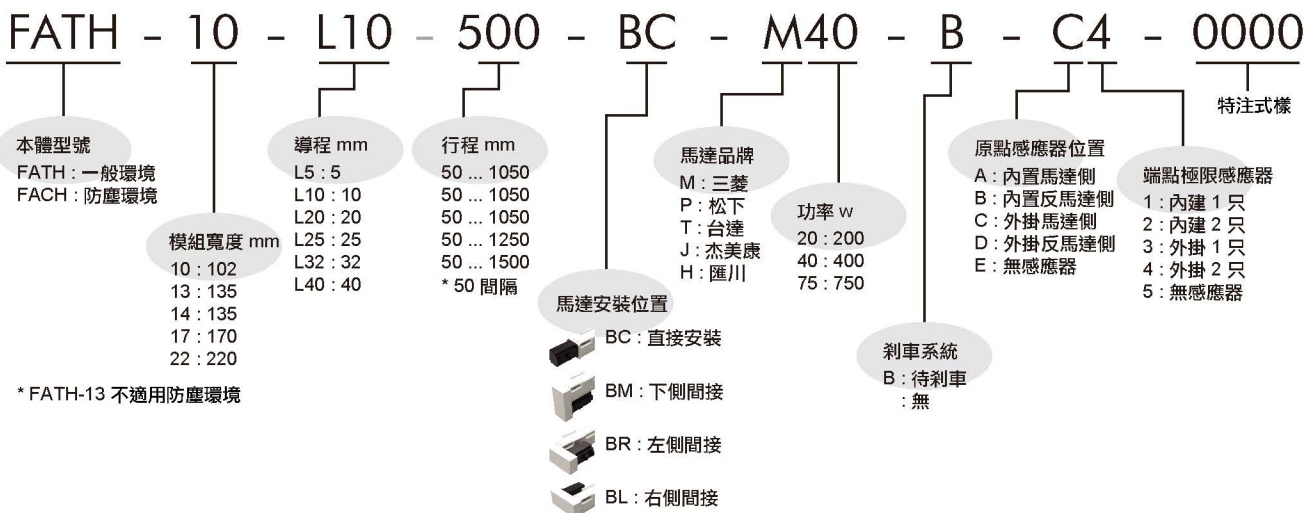 FATH - 10 - L10 - 500 - BC - M40 - B - C4 - 0000
特注式樣
本體型號
FATH : 一般環境
FACH : 防塵環境
模組寬度 mm
10 : 102
13 : 135
14 : 135
17 : 170
22 : 220
* FATH-13 不適用防塵環境
導程 mm
L5 : 5
L10 : 10
L20 : 20
L25 : 25
L32 : 32
L40 : 40
行程 mm
50 ... 1050
50 ... 1050
50 ... 1050
50 ... 1250
50 ... 1500
* 50 間隔
馬達安裝位置
BC : 直接安裝
BM : 下側間接
BR : 左側間接
BL : 右側間接
馬達品牌
M : 三菱
P : 松下
T : 台達
J : 杰美康
H : 匯川
功率 w
20 : 200
40 : 400
75 : 750
剎車系統
B : 待剎車
: 無
原點感應器位置
A : 內置馬達側
B : 內置反馬達側
C : 外掛馬達側
D : 外掛反馬達側
E : 無感應器
端點極限感應器
1 : 內建 1 只
2 : 內建 2 只
3 : 外掛 1 只
4 : 外掛 2 只
5 : 無感應器